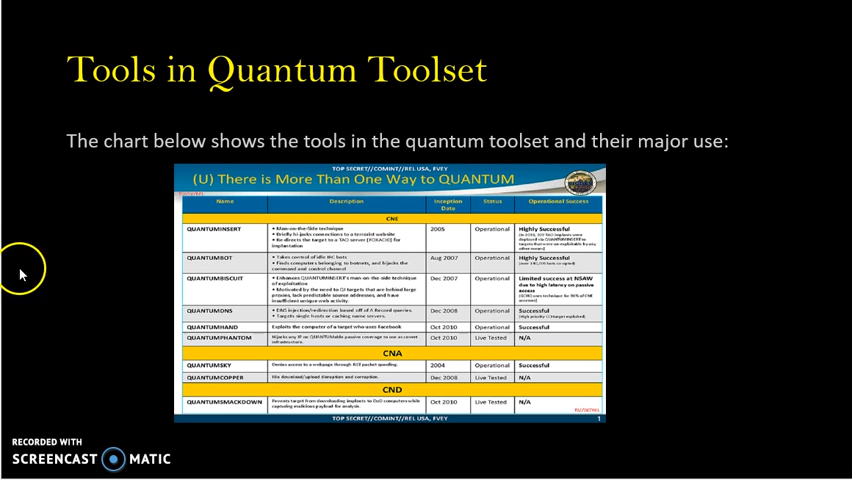 Tools in Quantum Toolset
The chart below shows the tools in the quantum toolset and their major use:
TOP SECRET//COMINT//REL USA, FVEY
(U) There is More Than One Way to QUANTUM
Name Description Inception Status Operational Success
Date
CNE
QUANTUMINSERT • Man-on-the-Side technique 2005 Operational Highly Successful
• Briefly hi-jacks connections to a terrorist website
• Re-directs the target to a TAO server (FOXACID) for
implantation
QUANTUMBOT • Takes control of idle IRC bots Aug 2007 Operational Highly Successful
• Finds computers belonging to botnets, and hijacks the
command and control channel
QUANTUMBISCUIT • Enhances QUANTUMINSERT's man-on-the-side technique Dec 2007 Operational Limited success at NSAW
of exploitation due to high latency on passive
• Motivated by the need to QI targets that are behind large access
proxies, lack predictable source addresses, and have
insufficient unique web activity.
QUANTUMDNS • DNS injection/redirection based off of A Record queries. Dec 2008 Operational Successful
• Targets single hosts or caching name servers.
QUANTUMHAND Exploits the computer of a target who uses Facebook Oct 2010 Operational Successful
QUANTUMPHANTOM Hijacks any IP on QUANTUMable passive coverage to use as covert Oct 2010 Live Tested N/A
infrastructure.
CNA
QUANTUMSKY Denies access to a webpage through RST packet spoofing. 2004 Operational Successful
QUANTUMCOPPER File download/upload disruption and corruption. Dec 2008 Live Tested N/A
CND
QUANTUMSMACKDOWN Prevents target from downloading implants to DoD computers while Oct 2010 Live Tested N/A
capturing malicious payload for analysis.
TOP SECRET//COMINT//REL USA, FVEY 1
RECORDED WITH
SCREENCAST MATIC